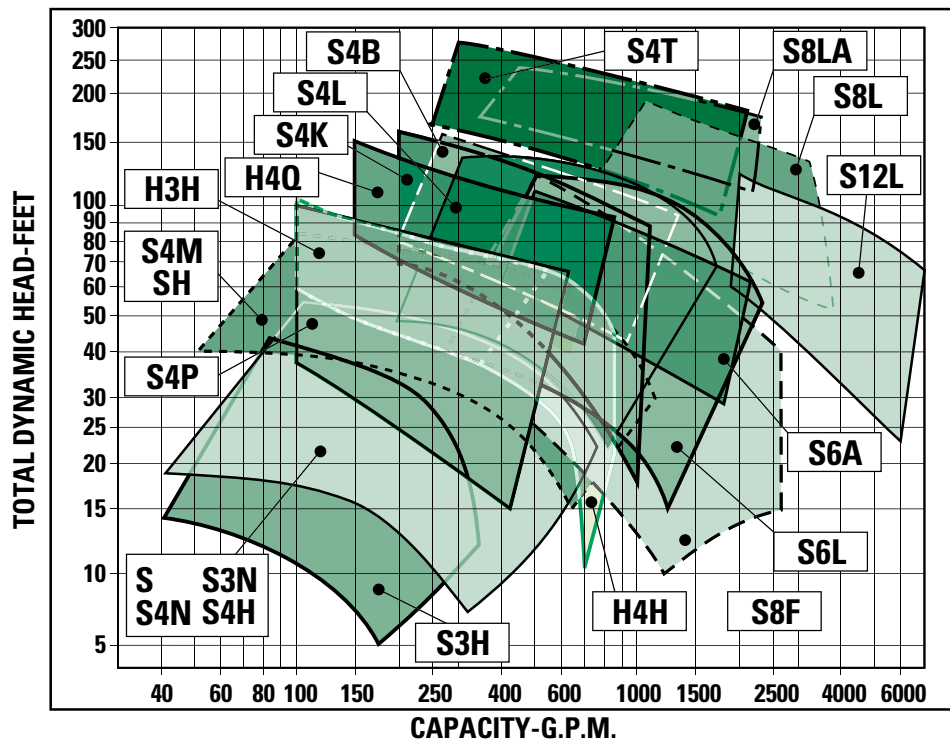 TOTAL DYNAMIC HEAD-FEET
300
250
200
150
100
90
80
70
60
50
40
30
25
20
15
10
5
S4B
S4L
S4K
H4Q
H3H
S4M
SH
S4P
S4T
S8LA
S8L
S12L
S6A
S6L
S8F
H4H
S3H
S S3N
S4N S4H
40 60 80 100 150 250 400 600 1000 1500 2500 4000 6000
CAPACITY-G.P.M.